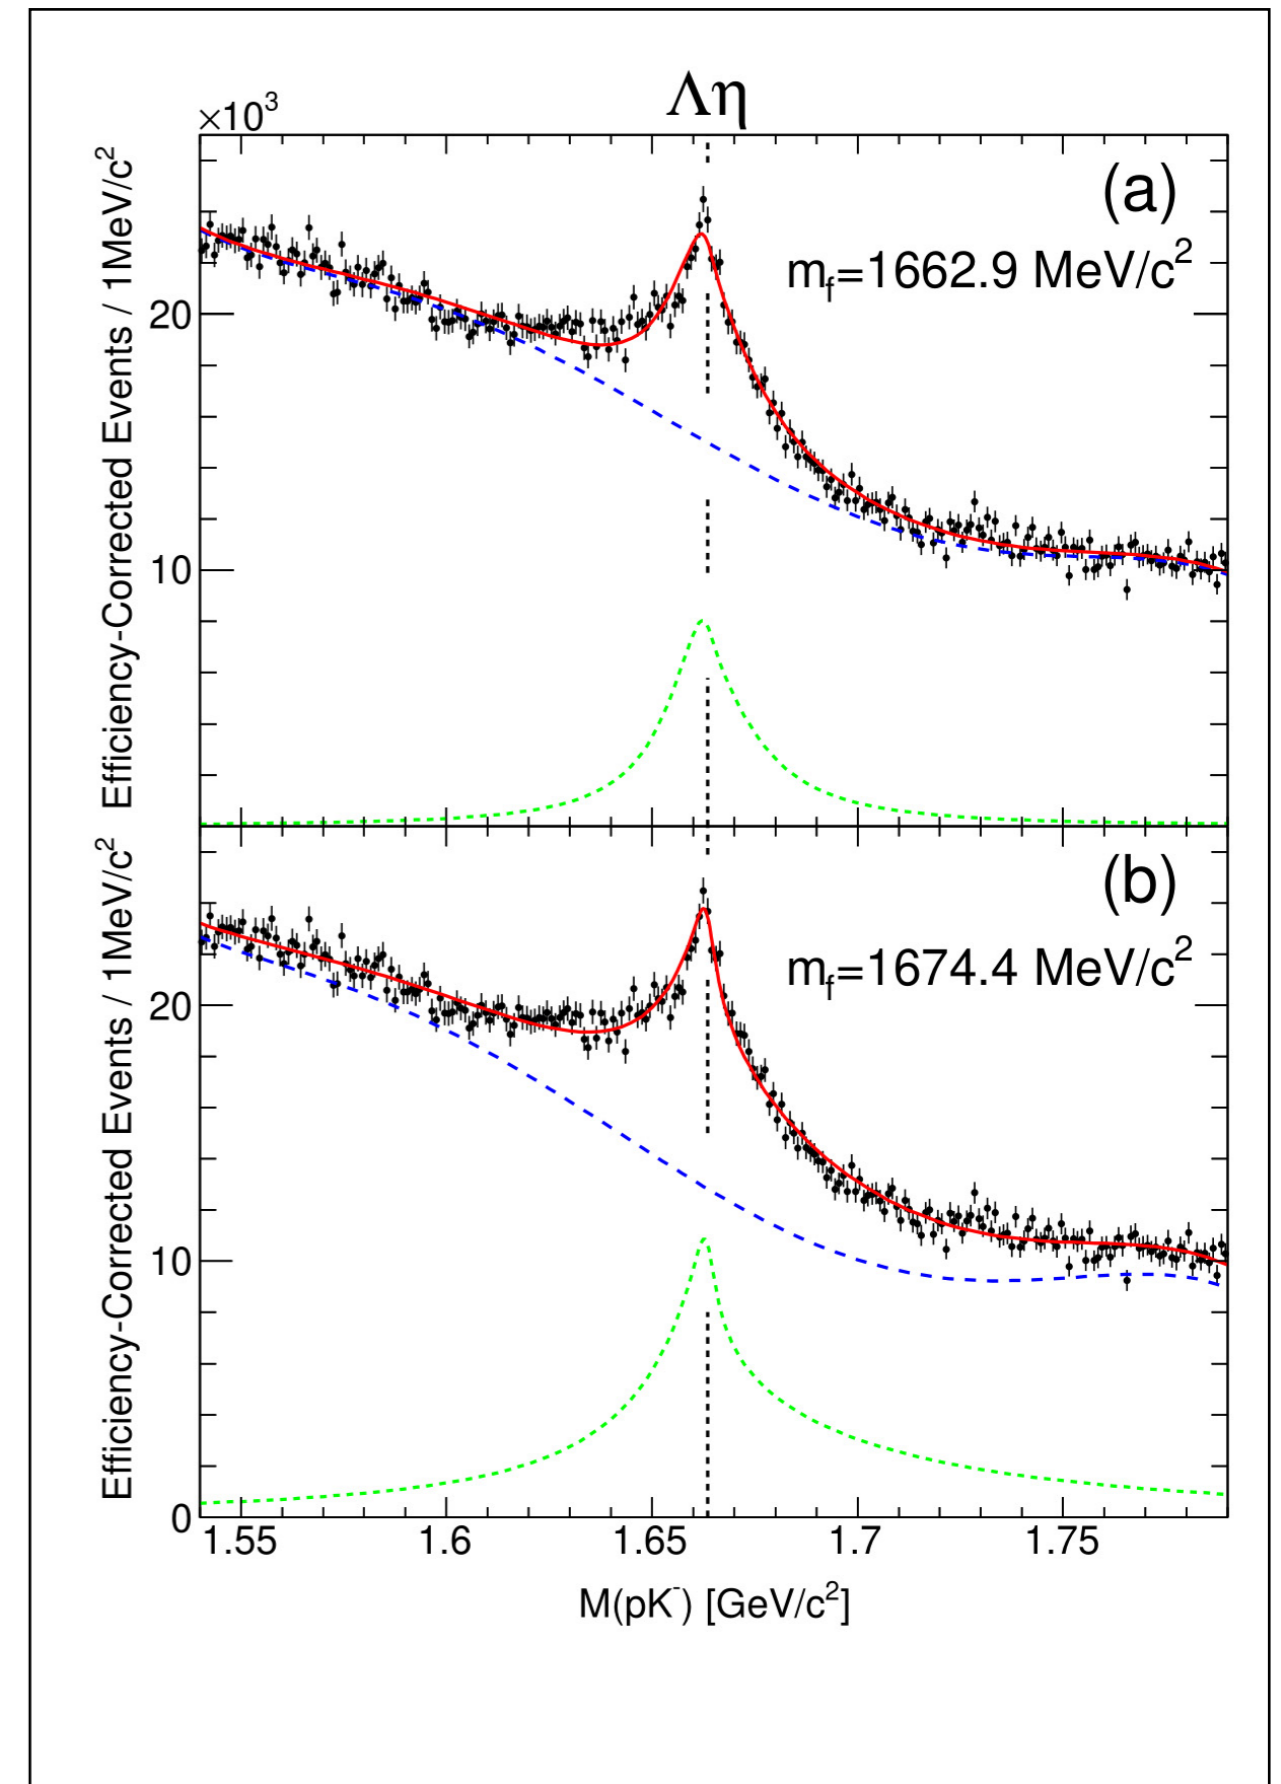 Λη
×10³
(a)
m_f=1662.9 MeV/c²
20
10
Efficiency-Corrected Events / 1MeV/c²
(b)
m_f=1674.4 MeV/c²
20
10
0
Efficiency-Corrected Events / 1MeV/c²
1.55 1.6 1.65 1.7 1.75
M(pK⁻) [GeV/c²]